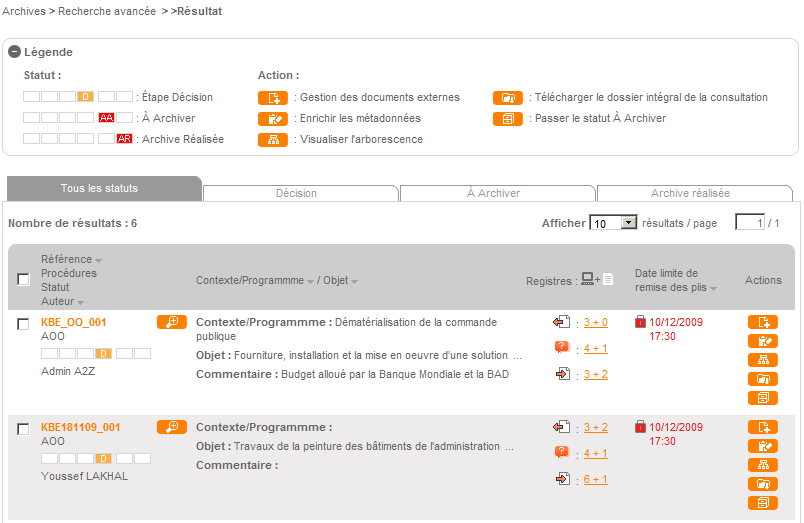 Archives > Recherche avancée > >Résultat
Légende
Statut :
Action :
D : Étape Décision
: Gestion des documents externes
: Télécharger le dossier intégral de la consultation
AA : À Archiver
: Enrichir les métadonnées
: Passer le statut À Archiver
AR : Archive Réalisée
: Visualiser l'arborescence
Tous les statuts
Décision
À Archiver
Archive réalisée
Nombre de résultats : 6
Afficher 10 résultats / page 1 / 1
Référence
Procédures
Statut
Auteur
Contexte/Programmme / Objet
Registres : +
Date limite de
remise des plis
Actions
KBE_OO_001
AOO
D
Admin A2Z
Contexte/Programmme : Dématérialisation de la commande
publique
Objet : Fourniture, installation et la mise en oeuvre d'une solution ...
Commentaire : Budget alloué par la Banque Mondiale et la BAD
: 3 + 0
? : 4 + 1
: 3 + 2
10/12/2009
17:30
KBE181109_001
AOO
D
Youssef LAKHAL
Contexte/Programmme :
Objet : Travaux de la peinture des bâtiments de l'administration ...
Commentaire :
: 3 + 2
? : 4 + 1
: 6 + 1
10/12/2009
17:30